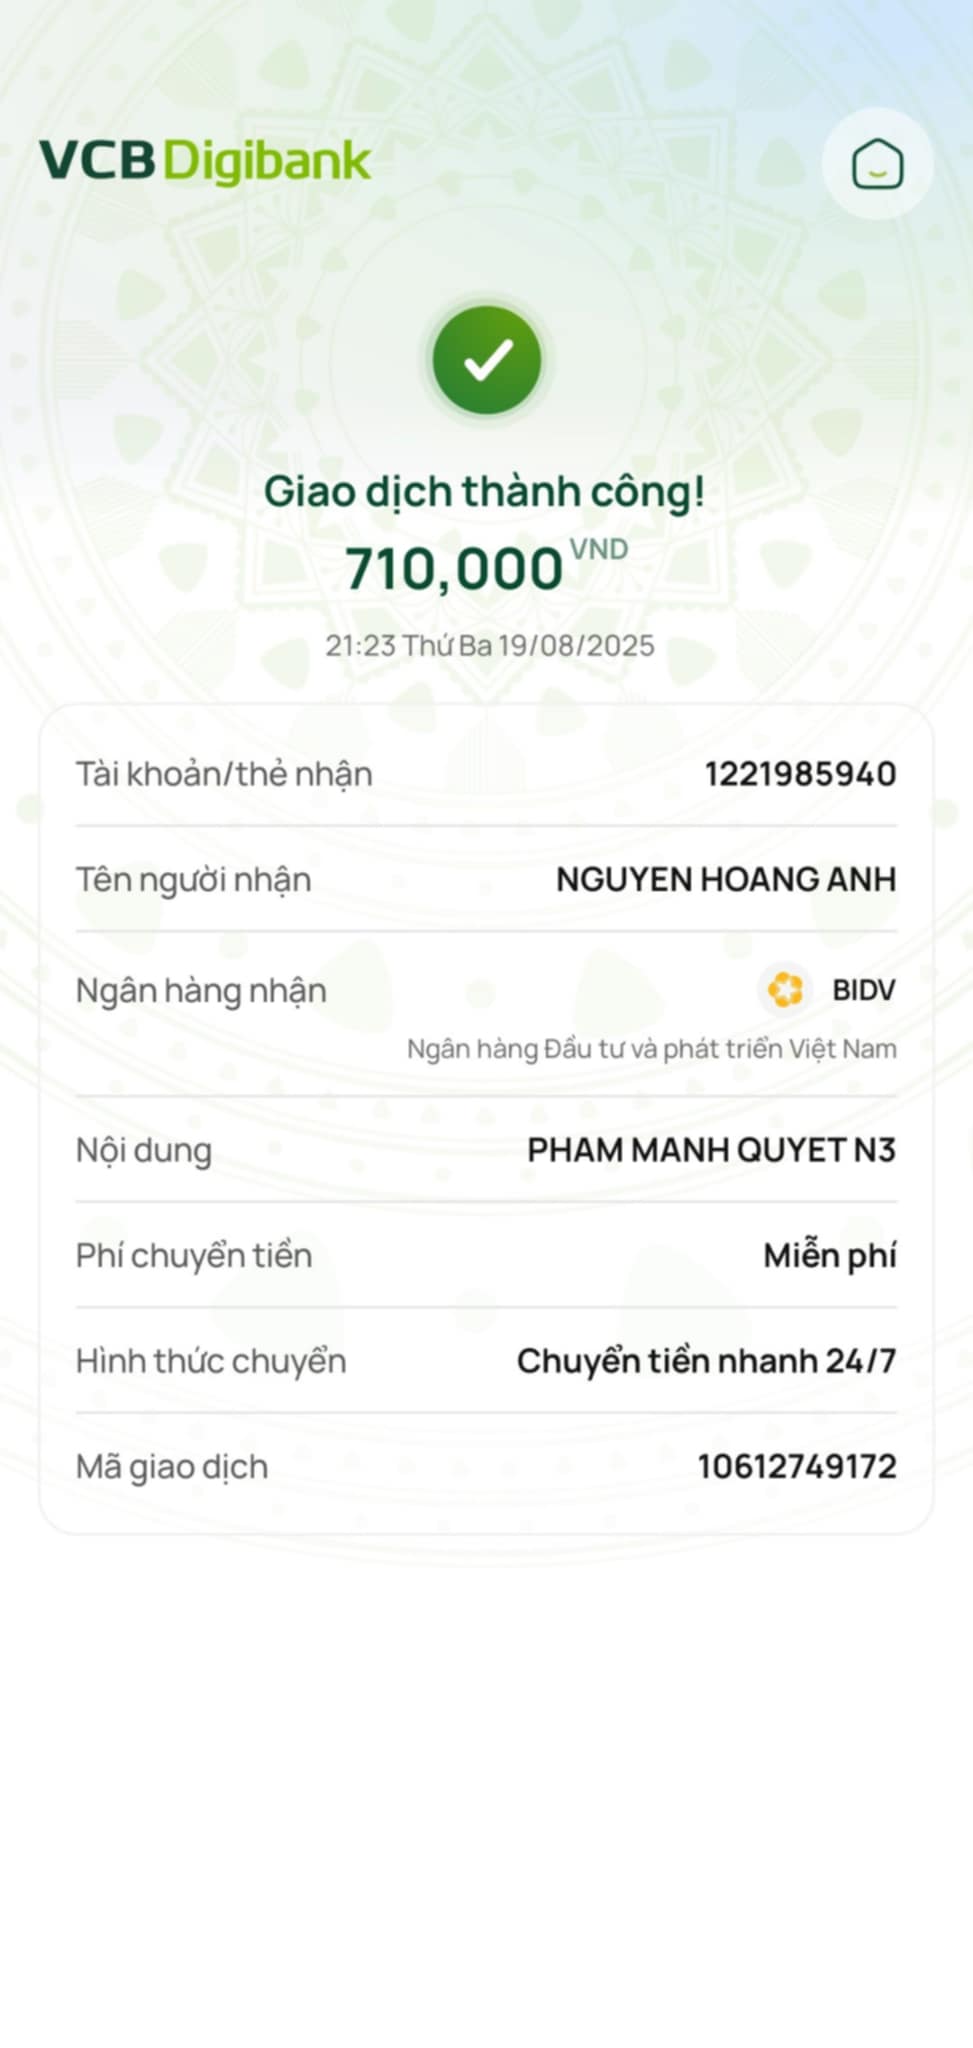 VCB Digibank
Giao dịch thành công!
710,000 VND
21:23 Thứ Ba 19/08/2025
Tài khoản/thẻ nhận 1221985940
Tên người nhận NGUYEN HOANG ANH
Ngân hàng nhận BIDV
Ngân hàng Đầu tư và phát triển Việt Nam
Nội dung PHAM MANH QUYET N3
Phí chuyển tiền Miễn phí
Hình thức chuyển Chuyển tiền nhanh 24/7
Mã giao dịch 10612749172